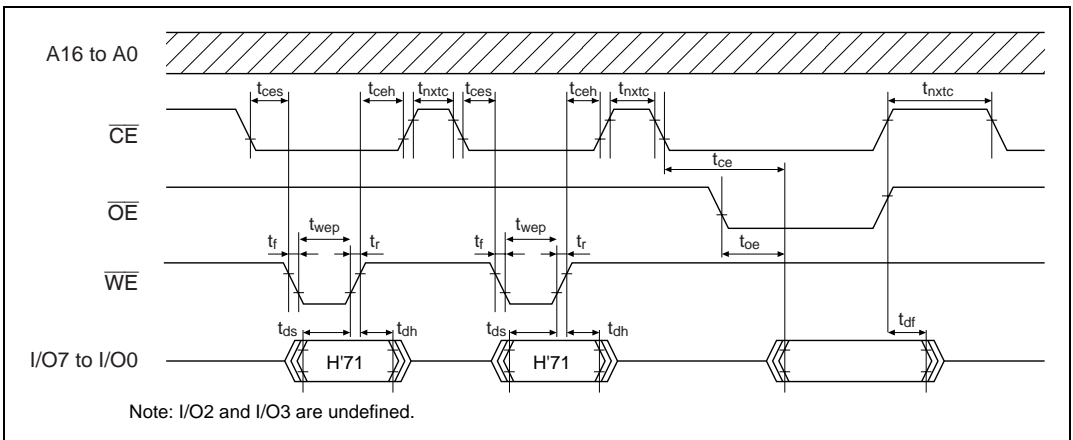 A16 to A0
tces tceh tnxtc tces tceh tnxtc tnxtc
CE
tce
OE
twep twep toe
tf tr tf tr
WE
tds tdh tds tdh tdf
I/O7 to I/O0 H'71 H'71
Note: I/O2 and I/O3 are undefined.